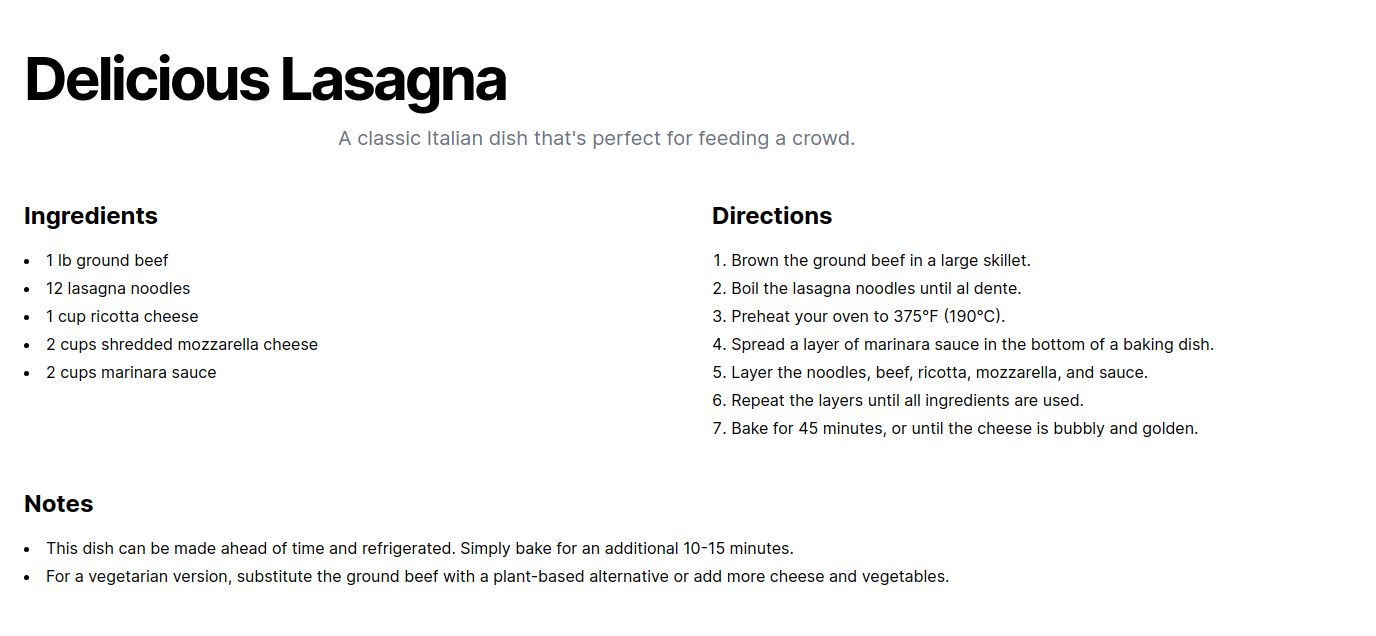 Delicious Lasagna
A classic Italian dish that's perfect for feeding a crowd.
Ingredients
• 1 lb ground beef
• 12 lasagna noodles
• 1 cup ricotta cheese
• 2 cups shredded mozzarella cheese
• 2 cups marinara sauce
Directions
1. Brown the ground beef in a large skillet.
2. Boil the lasagna noodles until al dente.
3. Preheat your oven to 375°F (190°C).
4. Spread a layer of marinara sauce in the bottom of a baking dish.
5. Layer the noodles, beef, ricotta, mozzarella, and sauce.
6. Repeat the layers until all ingredients are used.
7. Bake for 45 minutes, or until the cheese is bubbly and golden.
Notes
• This dish can be made ahead of time and refrigerated. Simply bake for an additional 10-15 minutes.
• For a vegetarian version, substitute the ground beef with a plant-based alternative or add more cheese and vegetables.